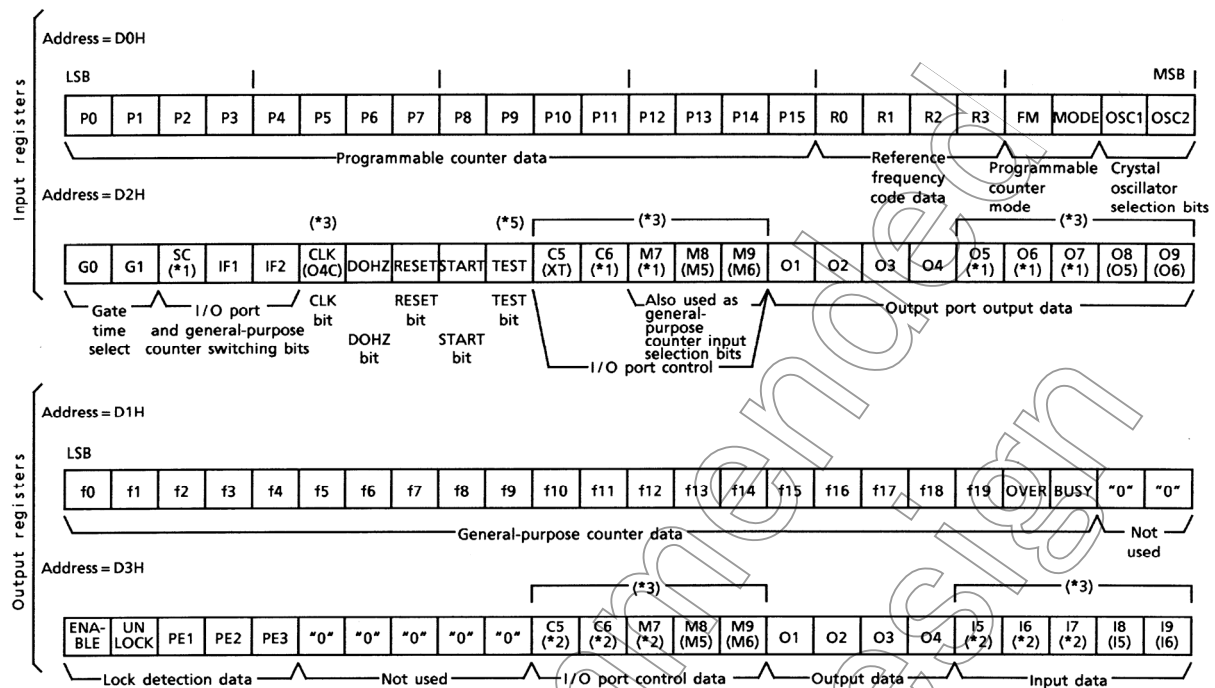 Input registers
Address = D0H
LSB
MSB
P0 P1 P2 P3 P4 P5 P6 P7 P8 P9 P10 P11 P12 P13 P14 P15 R0 R1 R2 R3 FM MODE OSC1 OSC2
Programmable counter data
Reference
frequency
code data
Programmable
counter
mode
Crystal
oscillator
selection bits
Address = D2H
(*3)
(*5)
(*3)
(*3)
G0 G1 SC (*1) IF1 IF2 CLK (O4C) DOHZ RESET START TEST C5 (XT) C6 (*1) M7 (*1) M8 (M5) M9 (M6) O1 O2 O3 O4 O5 (*1) O6 (*1) O7 (*1) O8 (O5) O9 (O6)
Gate
time
select
I/O port
and general-purpose
counter switching bits
CLK
bit
DOHZ
bit
RESET
bit
START
bit
TEST
bit
Also used as
general-
purpose
counter input
selection bits
I/O port control
Output port output data
Output registers
Address = D1H
LSB
f0 f1 f2 f3 f4 f5 f6 f7 f8 f9 f10 f11 f12 f13 f14 f15 f16 f17 f18 f19 OVER BUSY "0" "0"
General-purpose counter data
Not
used
Address = D3H
(*3)
(*3)
ENA-
BLE UN
LOCK PE1 PE2 PE3 "0" "0" "0" "0" "0" C5 (*2) C6 (*2) M7 (*2) M8 (M5) M9 (M6) O1 O2 O3 O4 I5 (*2) I6 (*2) I7 (*2) I8 (I5) I9 (I6)
Lock detection data
Not used
I/O port control data
Output data
Input data